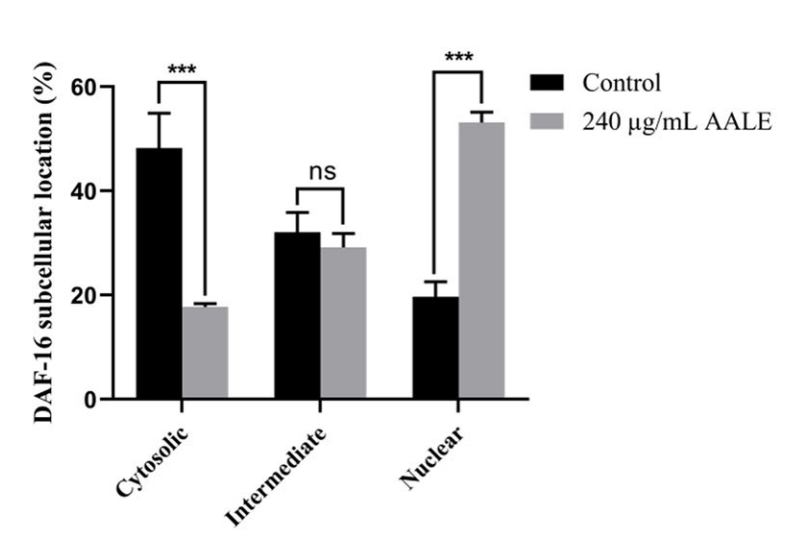 DAF-16 subcellular location (%)
60
40
20
0
***
ns
***
Control
240 µg/mL AALE
Cytosolic
Intermediate
Nuclear